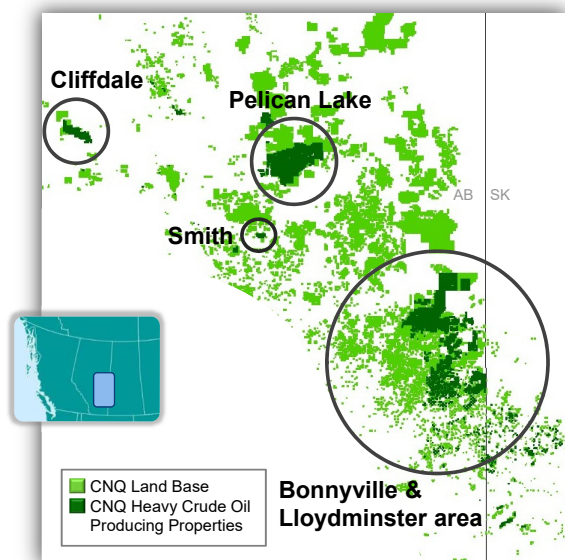 Cliffdale
Pelican Lake
AB SK
Smith
CNQ Land Base
CNQ Heavy Crude Oil
Producing Properties
Bonnyville &
Lloydminster area